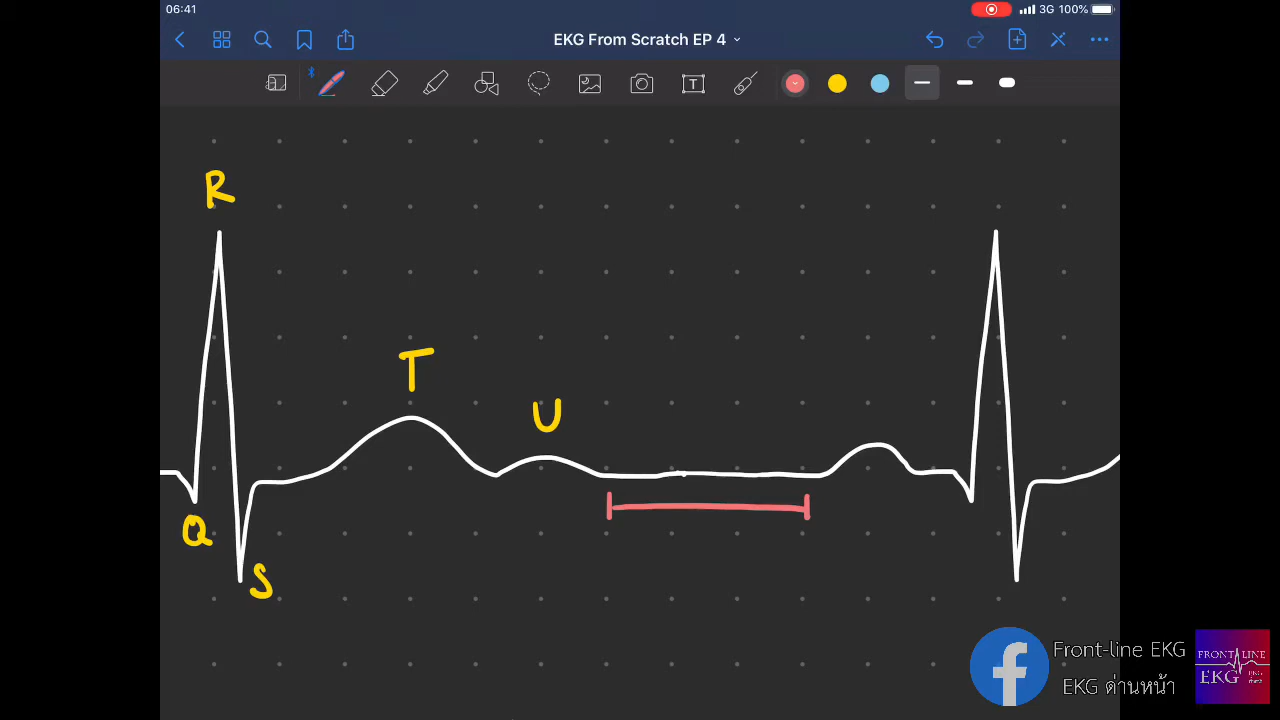 06:41
3G 100%
EKG From Scratch EP 4
T
R
T
U
Q
S
Front-line EKG
EKG ด่านหน้า
FRONT LINE
EKG